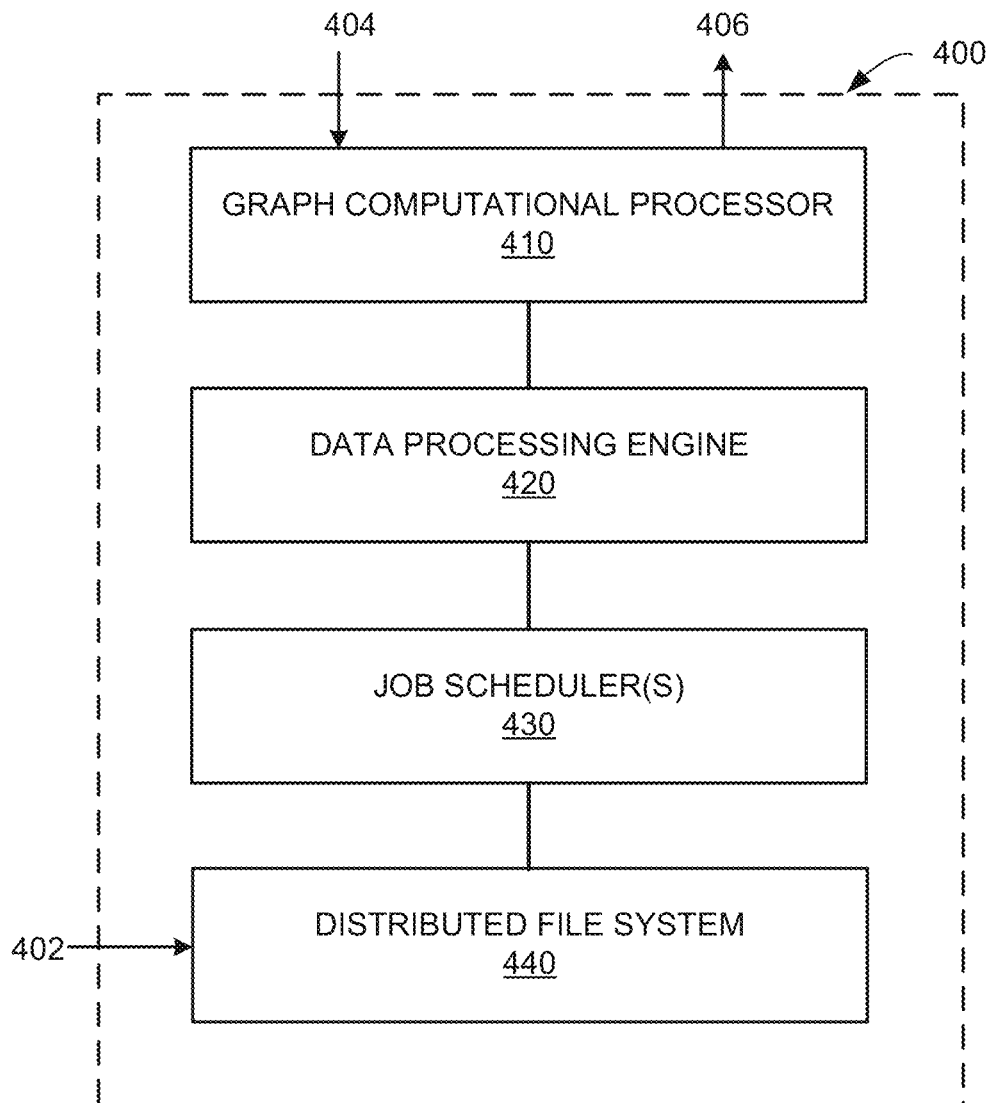 404
406
400
GRAPH COMPUTATIONAL PROCESSOR
410
DATA PROCESSING ENGINE
420
JOB SCHEDULER(S)
430
DISTRIBUTED FILE SYSTEM
402
440